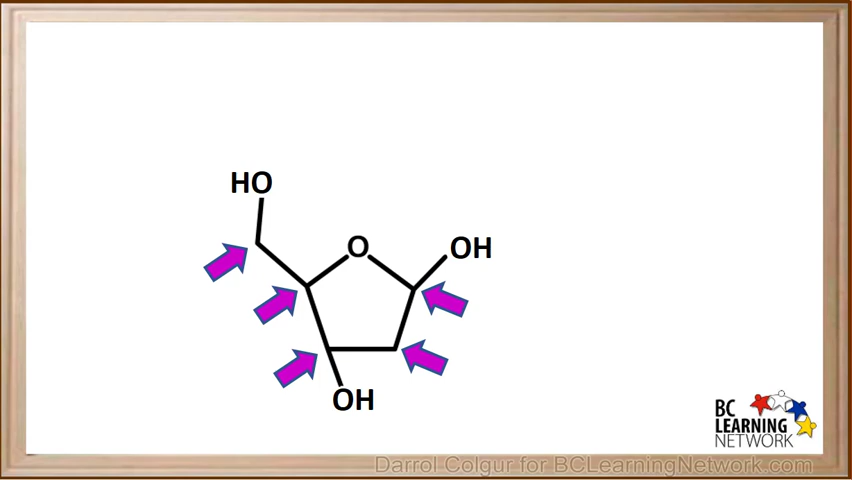 HO
O
OH
OH
BC
LEARNING
NETWORK
Darrol Colgur for BCLearningNetwork.com